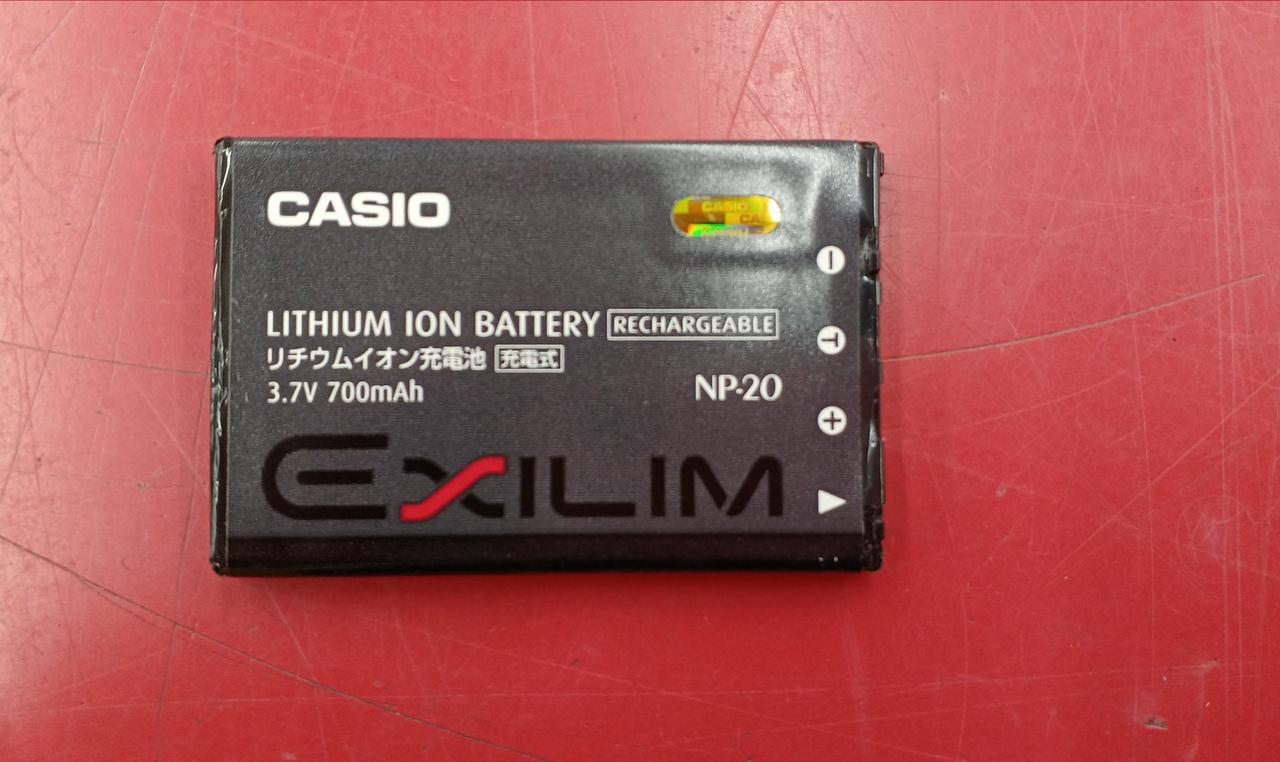 CASIO
CASIO
LITHIUM ION BATTERY RECHARGEABLE
リチウムイオン充電池 充電式
3.7V 700mAh
NP-20
EXILIM